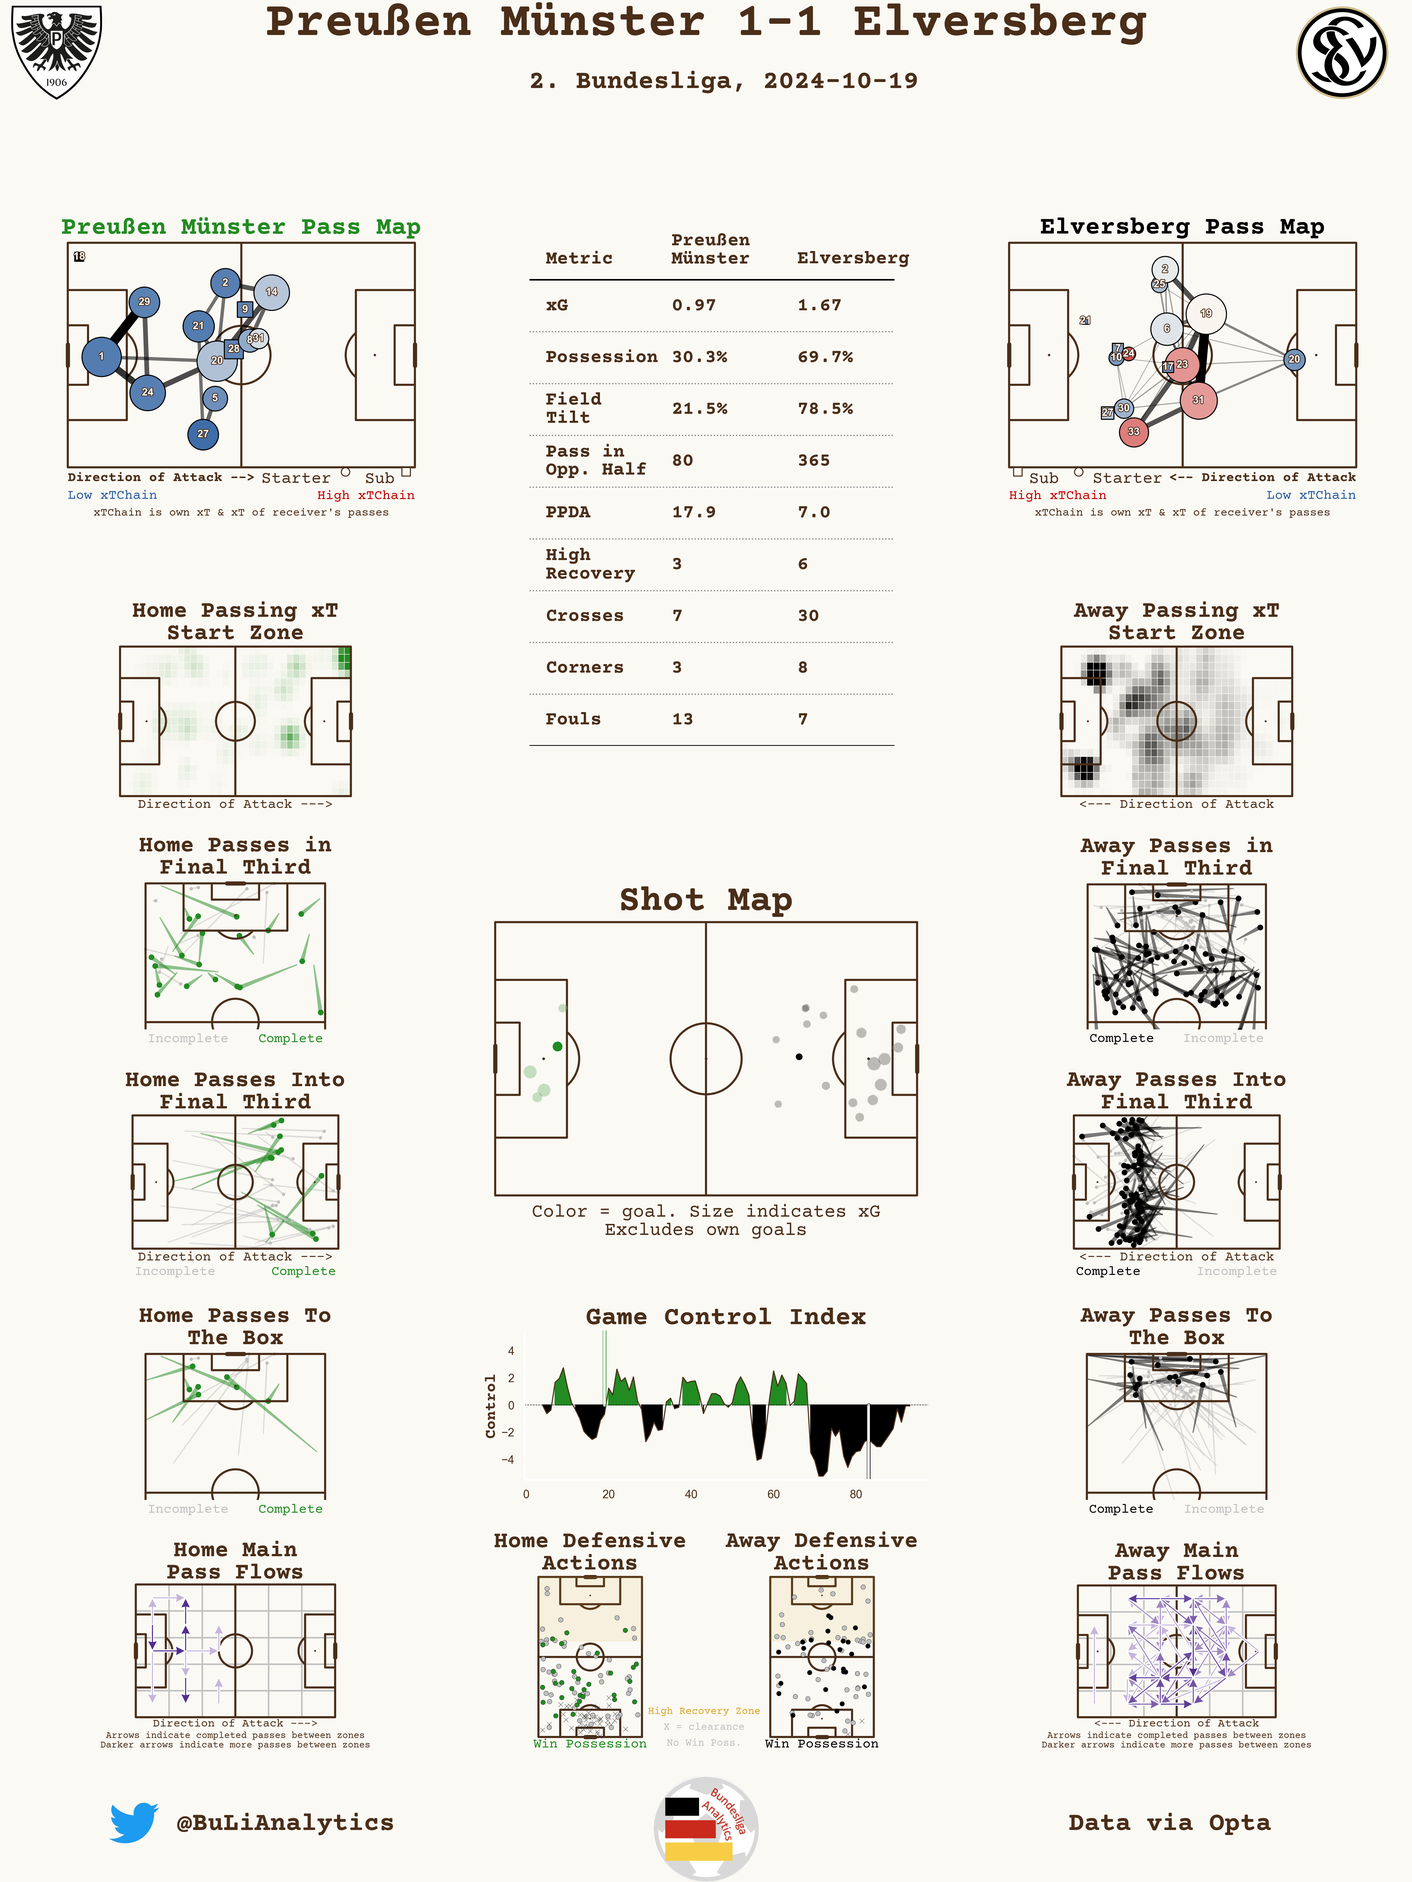 Preußen Münster 1-1 Elversberg
2. Bundesliga, 2024-10-19
P
1906
SEV
Preußen Münster Pass Map
18
29
2
14
9
21
8
31
28
1
20
24
5
27
Direction of Attack --> Starter Sub
Low xTChain High xTChain
xTChain is own xT & xT of receiver's passes
Metric Preußen Münster Elversberg
xG 0.97 1.67
Possession 30.3% 69.7%
Field Tilt 21.5% 78.5%
Pass in Opp. Half 80 365
PPDA 17.9 7.0
High Recovery 3 6
Crosses 7 30
Corners 3 8
Fouls 13 7
Elversberg Pass Map
2
25
21
19
6
7
10
24
17
23
20
27
30
31
33
Sub Starter <-- Direction of Attack
High xTChain Low xTChain
xTChain is own xT & xT of receiver's passes
Home Passing xT
Start Zone
Direction of Attack --->
Away Passing xT
Start Zone
<--- Direction of Attack
Home Passes in
Final Third
Incomplete Complete
Away Passes in
Final Third
Complete Incomplete
Shot Map
Color = goal. Size indicates xG
Excludes own goals
Home Passes Into
Final Third
Direction of Attack --->
Incomplete Complete
Away Passes Into
Final Third
<--- Direction of Attack
Complete Incomplete
Home Passes To
The Box
Incomplete Complete
Game Control Index
Control
4
2
0
−2
−4
0 20 40 60 80
Away Passes To
The Box
Complete Incomplete
Home Main
Pass Flows
Direction of Attack --->
Arrows indicate completed passes between zones
Darker arrows indicate more passes between zones
Home Defensive
Actions
Win Possession
High Recovery Zone
X = clearance
No Win Poss.
Away Defensive
Actions
Win Possession
Away Main
Pass Flows
<--- Direction of Attack
Arrows indicate completed passes between zones
Darker arrows indicate more passes between zones
@BuLiAnalytics
Bundesliga
Analytics
Data via Opta